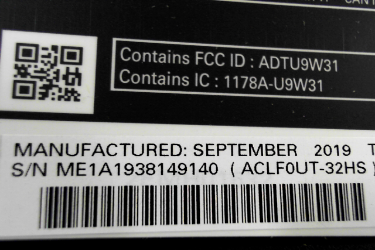 Contains FCC ID : ADTU9W31
Contains IC : 1178A-U9W31
MANUFACTURED: SEPTEMBER 2019 T
S/N ME1A1938149140 ( ACLF0UT-32HS )